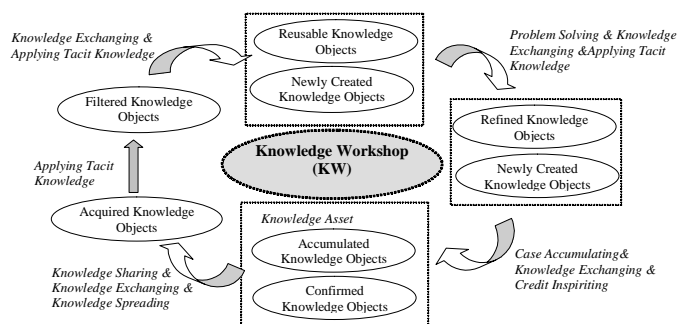 Knowledge Exchanging &
Applying Tacit Knowledge
Reusable Knowledge
Objects
Newly Created
Knowledge Objects
Problem Solving & Knowledge
Exchanging &Applying Tacit
Knowledge
Filtered Knowledge
Objects
Refined Knowledge
Objects
Newly Created
Knowledge Objects
Knowledge Workshop
(KW)
Applying Tacit
Knowledge
Acquired Knowledge
Objects
Knowledge Asset
Accumulated
Knowledge Objects
Confirmed
Knowledge Objects
Knowledge Sharing &
Knowledge Exchanging &
Knowledge Spreading
Case Accumulating&
Knowledge Exchanging &
Credit Inspiriting